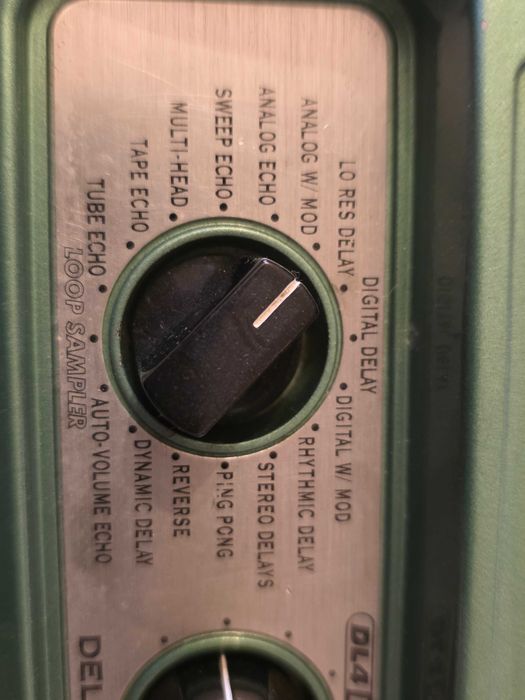 TUBE ECHO
TAPE ECHO
MULTI-HEAD
SWEEP ECHO
ANALOG ECHO
ANALOG W/ MOD
LO RES DELAY
DIGITAL DELAY
DIGITAL W/ MOD
RHYTHMIC DELAY
STEREO DELAYS
PING PONG
REVERSE
DYNAMIC DELAY
AUTO-VOLUME ECHO
LOOP SAMPLER
DL4
DEL